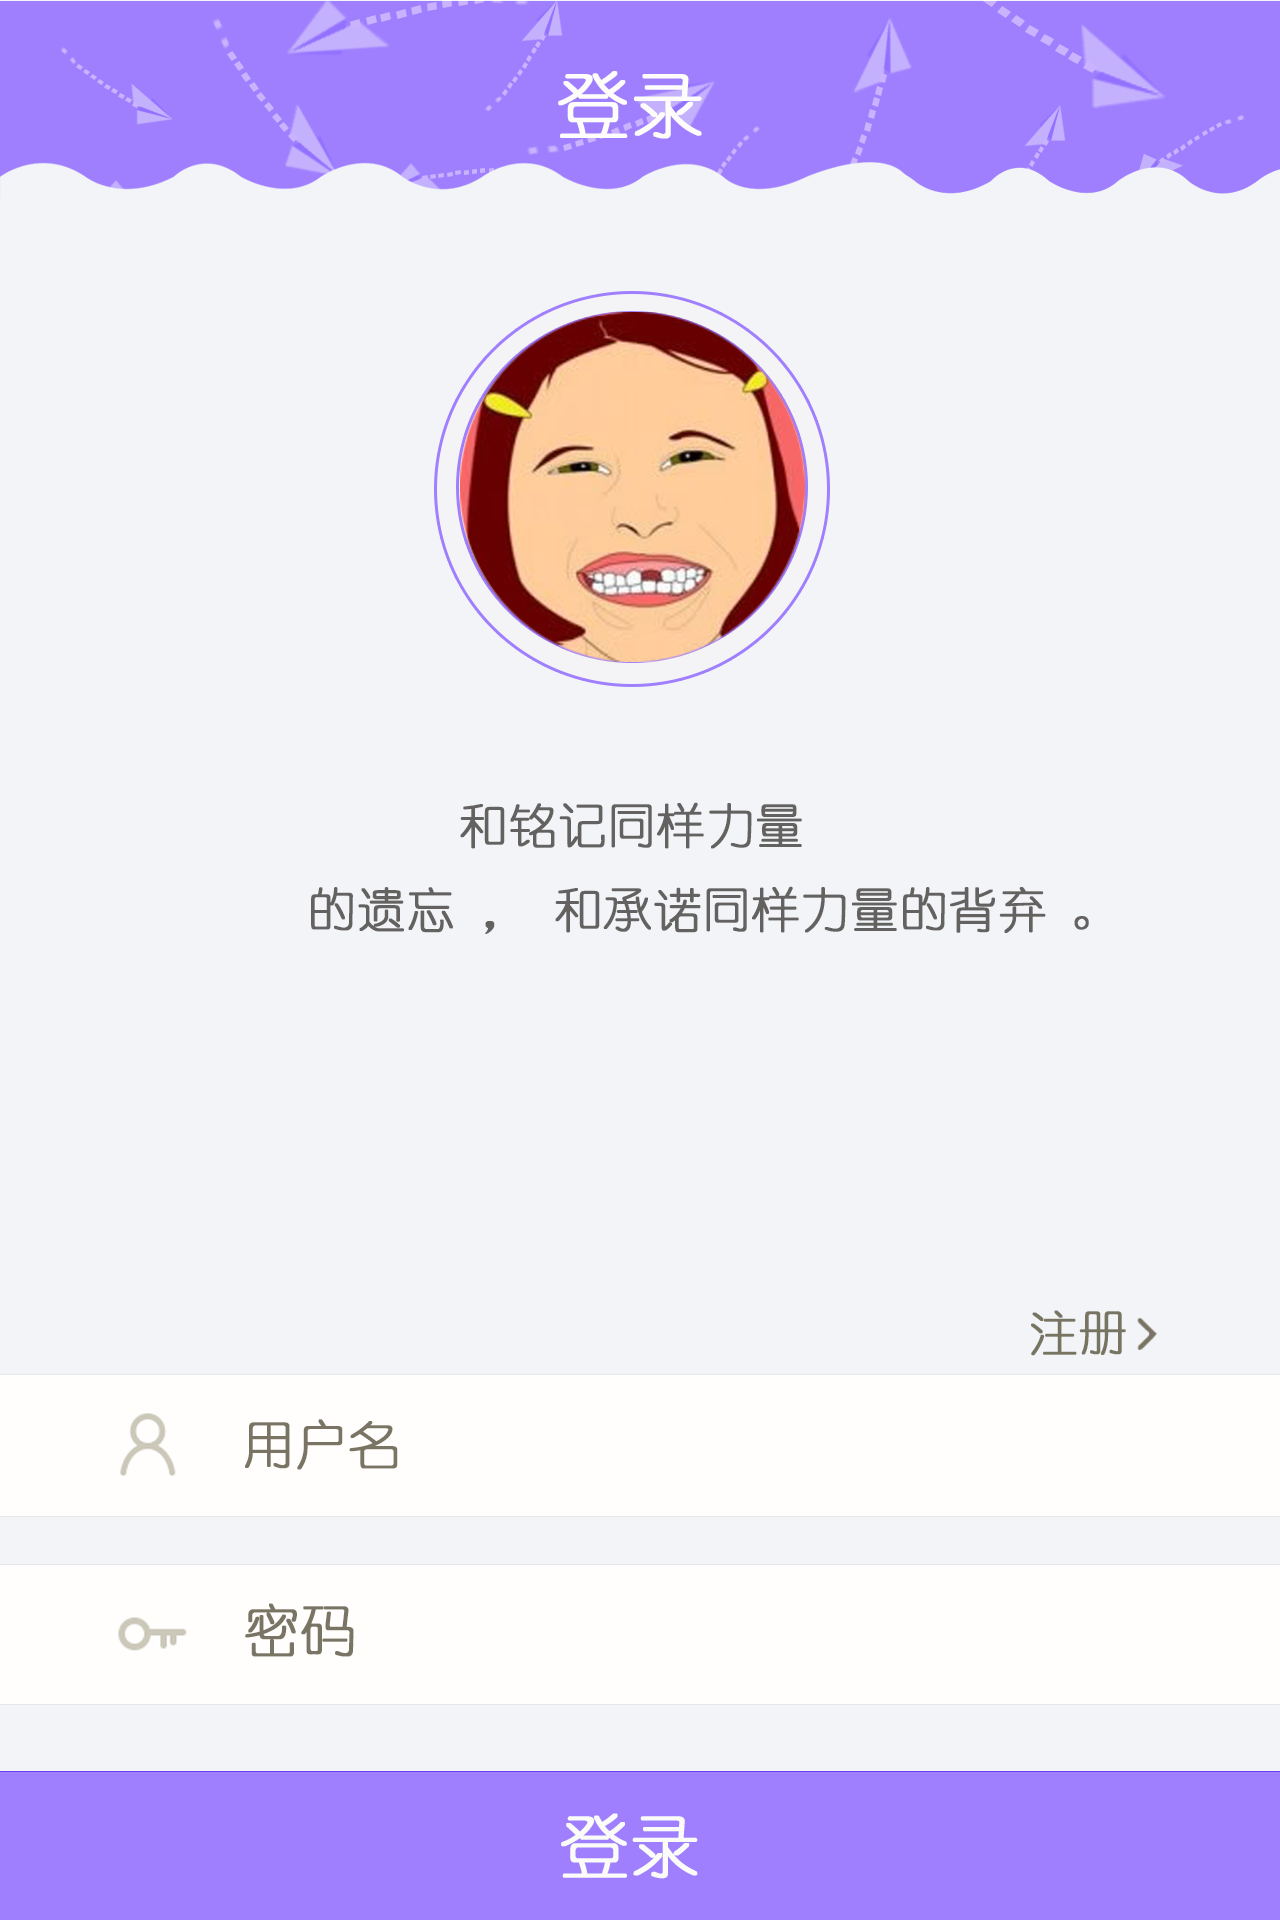 登录
和铭记同样力量
的遗忘 ， 和承诺同样力量的背弃 。
注册
用户名
密码
登录